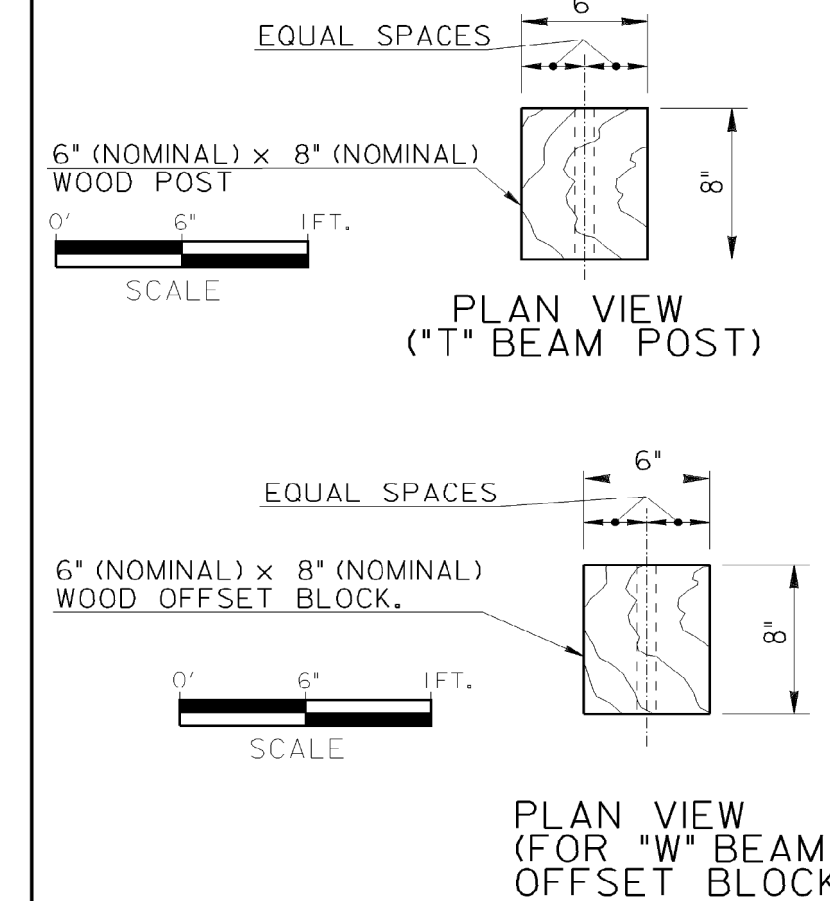 6
EQUAL SPACES
6" (NOMINAL) x 8" (NOMINAL)
WOOD POST
8"
0' 6" 1FT.
SCALE
PLAN VIEW
("T" BEAM POST)
6"
EQUAL SPACES
6" (NOMINAL) x 8" (NOMINAL)
WOOD OFFSET BLOCK.
8"
0' 6" 1FT.
SCALE
PLAN VIEW
(FOR "W" BEAM
OFFSET BLOCK